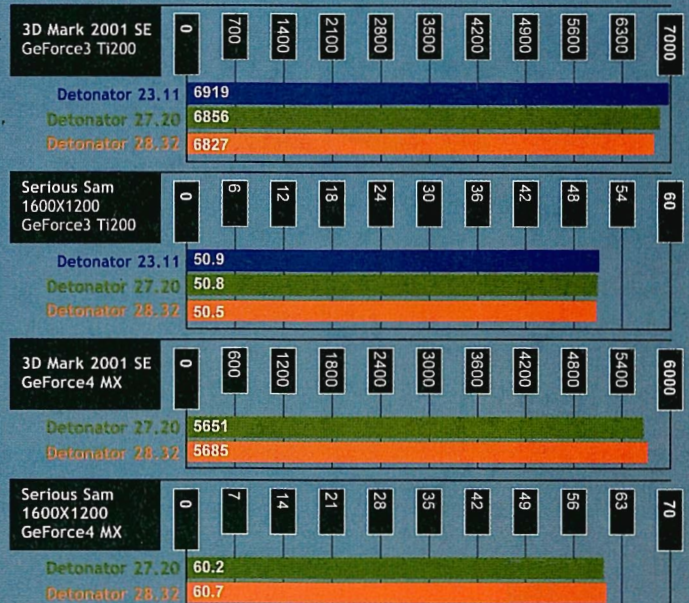 3D Mark 2001 SE
GeForce3 Ti200
0 700 1400 2100 2800 3500 4200 4900 5600 6300 7000
Detonator 23.11 6919
Detonator 27.20 6856
Detonator 28.32 6827
Serious Sam
1600X1200
GeForce3 Ti200
0 6 12 18 24 30 36 42 48 54 60
Detonator 23.11 50.9
Detonator 27.20 50.8
Detonator 28.32 50.5
3D Mark 2001 SE
GeForce4 MX
0 600 1200 1800 2400 3000 3600 4200 4800 5400 6000
Detonator 27.20 5651
Detonator 28.32 5685
Serious Sam
1600X1200
GeForce4 MX
0 7 14 21 28 35 42 49 56 63 70
Detonator 27.20 60.2
Detonator 28.32 60.7